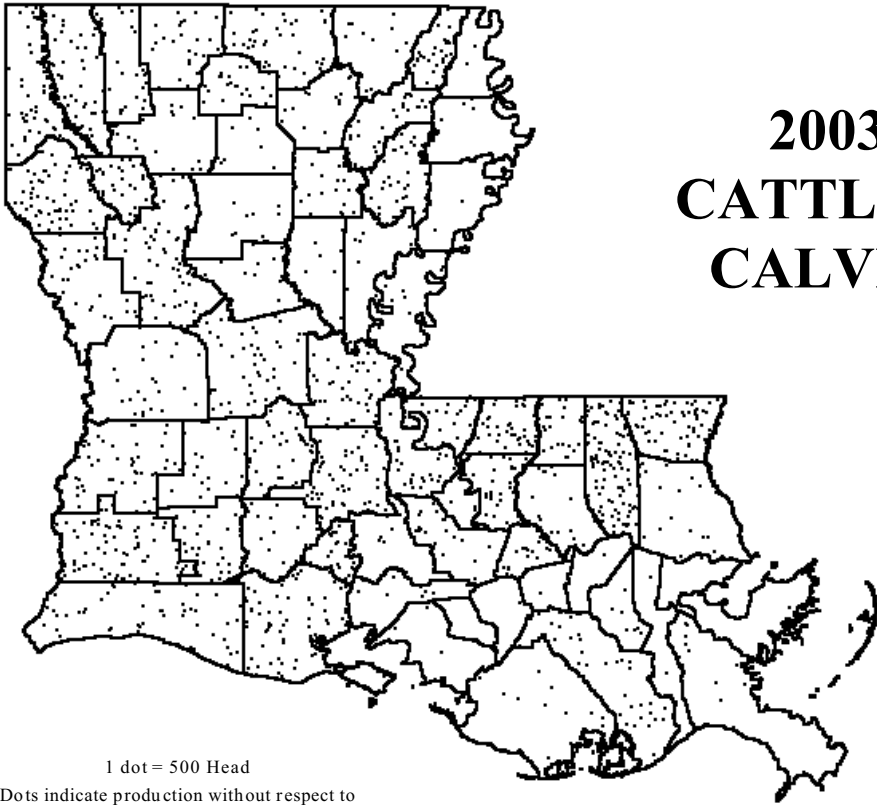 2003
CATTL
CALV
1 dot = 500 Head
Dots indicate production without respect to